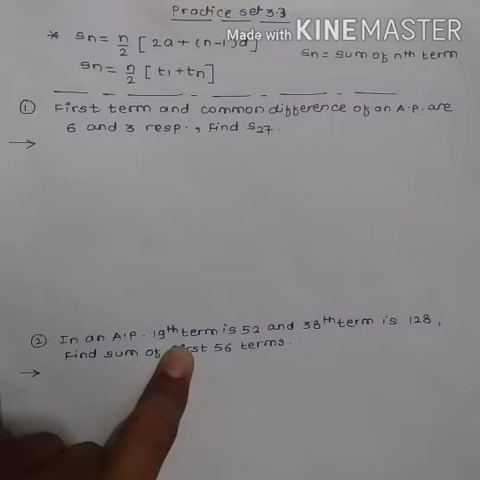 Practice set 3.3
Made with KINEMASTER
* Sn = n/2 [ 2a + (n-1)d ]
Sn = sum of nth term
Sn = n/2 [ t1 + tn ]
① First term and common difference of an A.P. are
6 and 3 resp., Find S27.
→
② In an A.P. 19th term is 52 and 38th term is 128,
Find sum of first 56 terms.
→